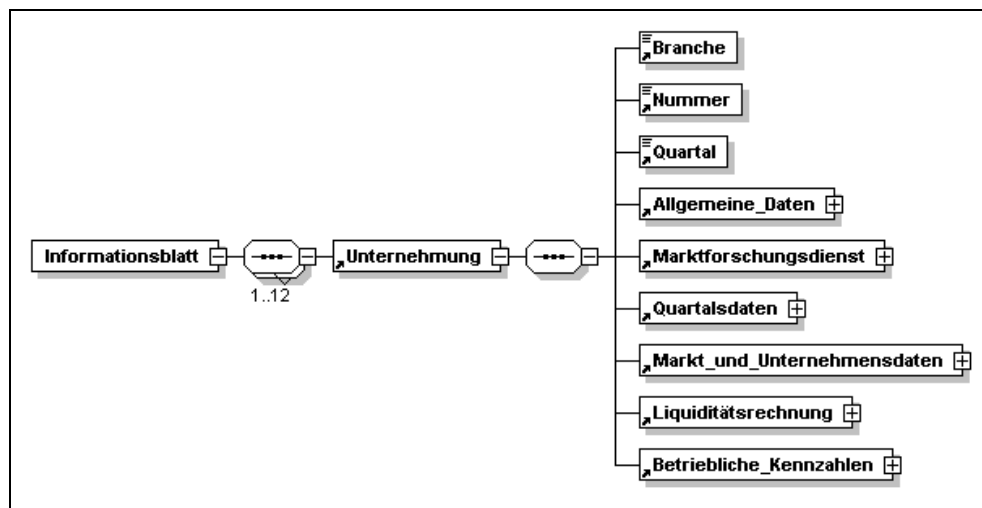 Branche
Nummer
Quartal
Allgemeine_Daten
Informationsblatt
1..12
Unternehmung
Marktforschungsdienst
Quartalsdaten
Markt_und_Unternehmensdaten
Liquiditätsrechnung
Betriebliche_Kennzahlen